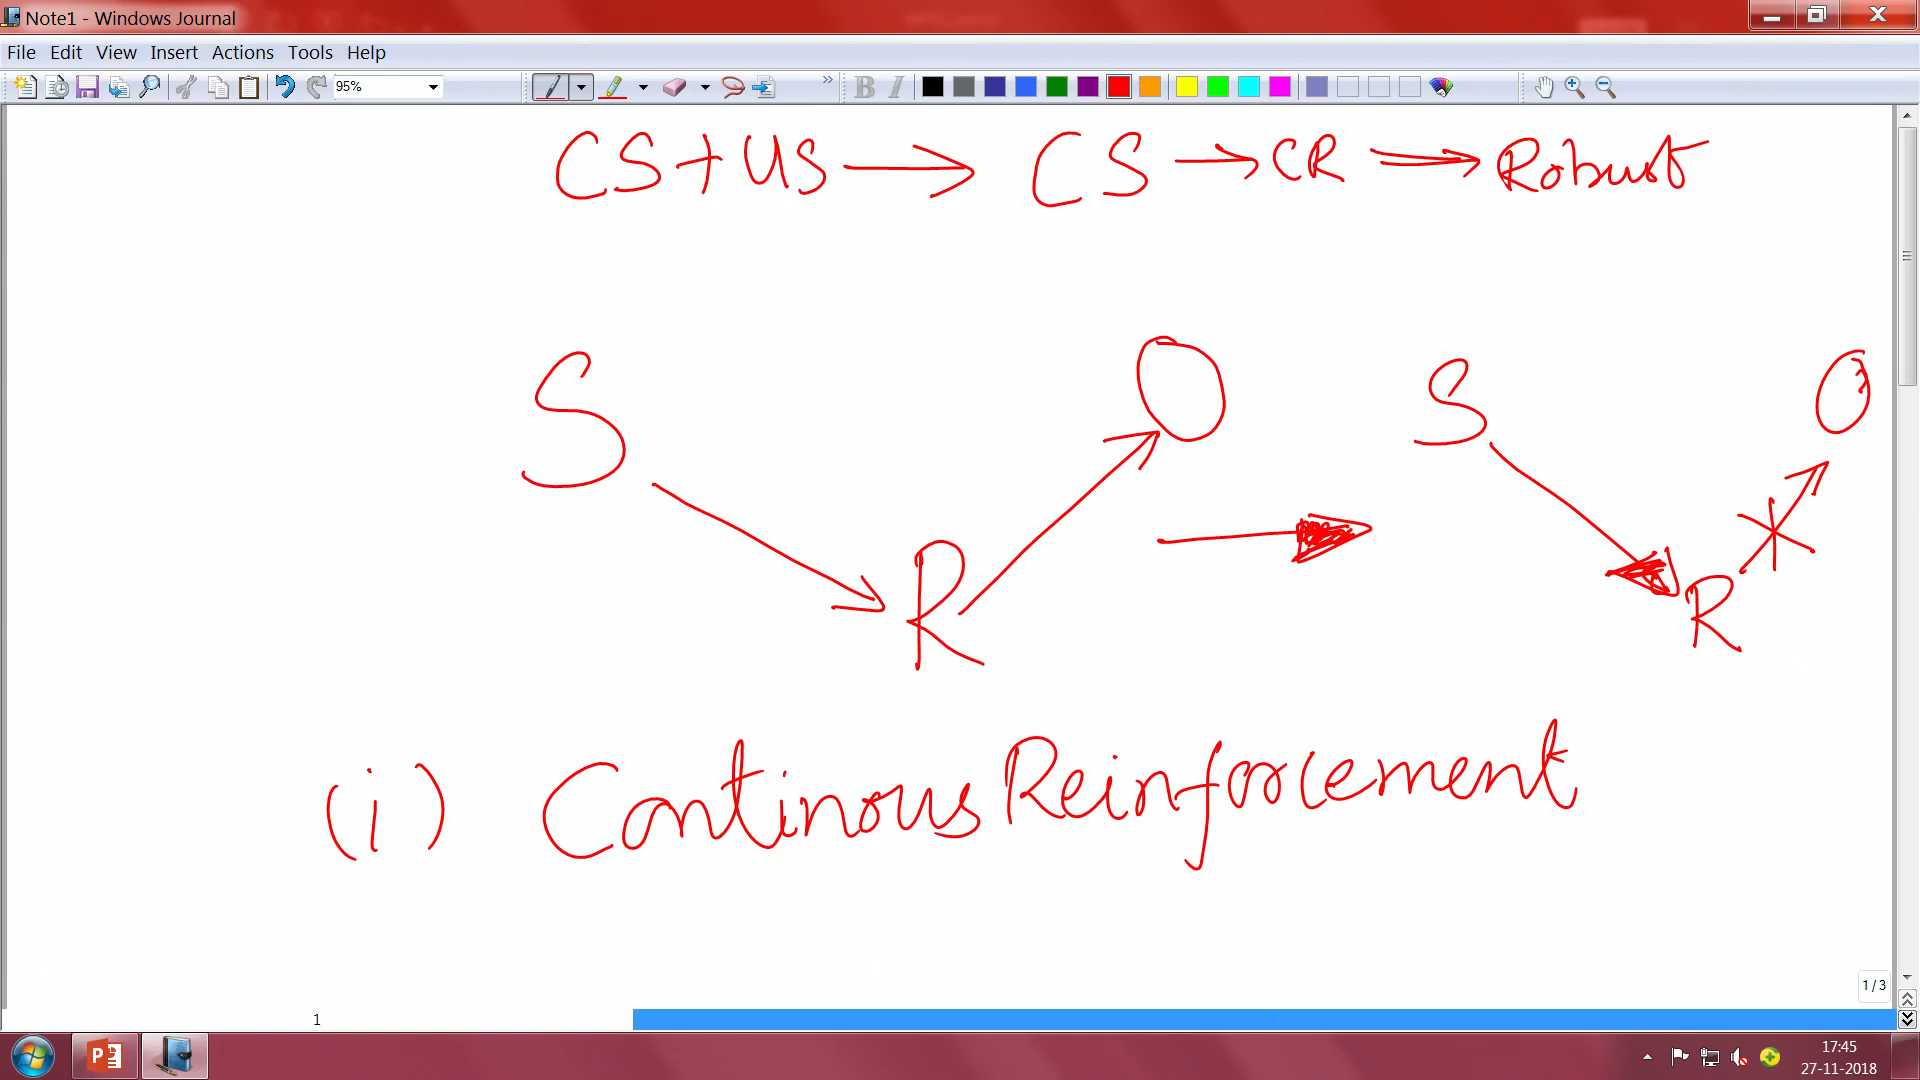 Note1 - Windows Journal
File Edit View Insert Actions Tools Help
95% B I
CS + US → CS → CR ⇒ Robust
S O S O
R R
(i) Continous Reinforcement
1 / 3
1
17:45
27-11-2018